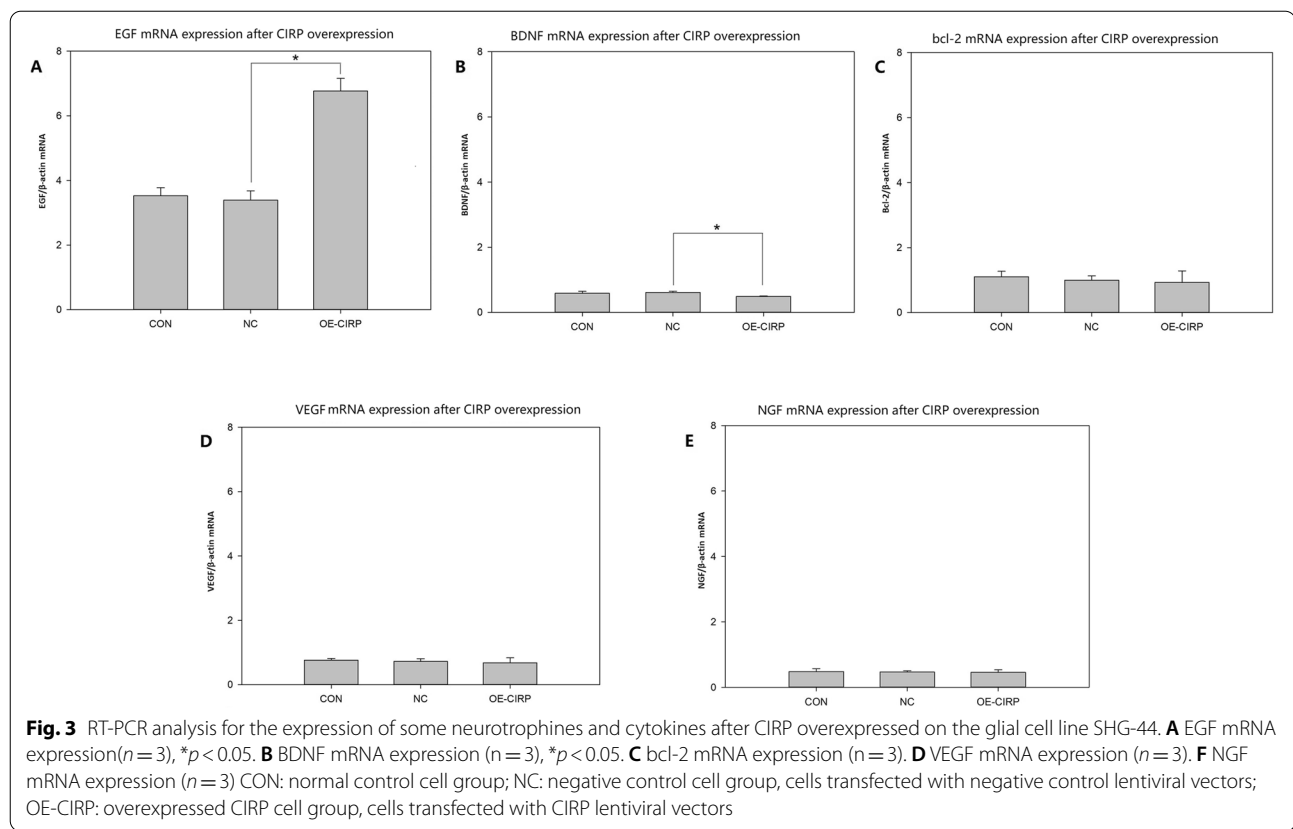 EGF mRNA expression after CIRP overexpression
A
EGF/β-actin mRNA
8
6
4
2
0
*
CON NC OE-CIRP
BDNF mRNA expression after CIRP overexpression
B
BDNF/β-actin mRNA
8
6
4
2
0
*
CON NC OE-CIRP
bcl-2 mRNA expression after CIRP overexpression
C
Bcl-2/β-actin mRNA
8
6
4
2
0
CON NC OE-CIRP
VEGF mRNA expression after CIRP overexpression
D
VEGF/β-actin mRNA
8
6
4
2
0
CON NC OE-CIRP
NGF mRNA expression after CIRP overexpression
E
NGF/β-actin mRNA
8
6
4
2
0
CON NC OE-CIRP
Fig. 3 RT-PCR analysis for the expression of some neurotrophines and cytokines after CIRP overexpressed on the glial cell line SHG-44. A EGF mRNA
expression(n = 3), *p < 0.05. B BDNF mRNA expression (n = 3), *p < 0.05. C bcl-2 mRNA expression (n = 3). D VEGF mRNA expression (n = 3). F NGF
mRNA expression (n = 3) CON: normal control cell group; NC: negative control cell group, cells transfected with negative control lentiviral vectors;
OE-CIRP: overexpressed CIRP cell group, cells transfected with CIRP lentiviral vectors